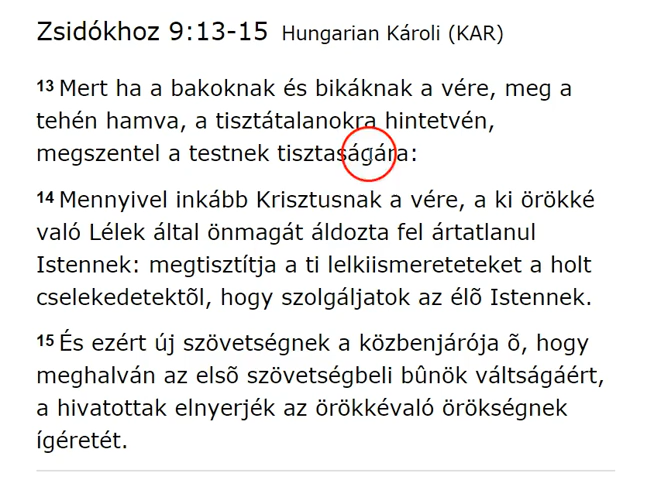 Zsidókhoz 9:13-15 Hungarian Károli (KAR)
13 Mert ha a bakoknak és bikáknak a vére, meg a
tehén hamva, a tisztátalanokra hintetvén,
megszentel a testnek tisztaságára:
14 Mennyivel inkább Krisztusnak a vére, a ki örökké
való Lélek által önmagát áldozta fel ártatlanul
Istennek: megtisztítja a ti lelkiismereteteket a holt
cselekedetektõl, hogy szolgáljatok az élõ Istennek.
15 És ezért új szövetségnek a közbenjárója õ, hogy
meghalván az elsõ szövetségbeli bûnök váltságáért,
a hivatottak elnyerjék az örökkévaló örökségnek
ígéretét.